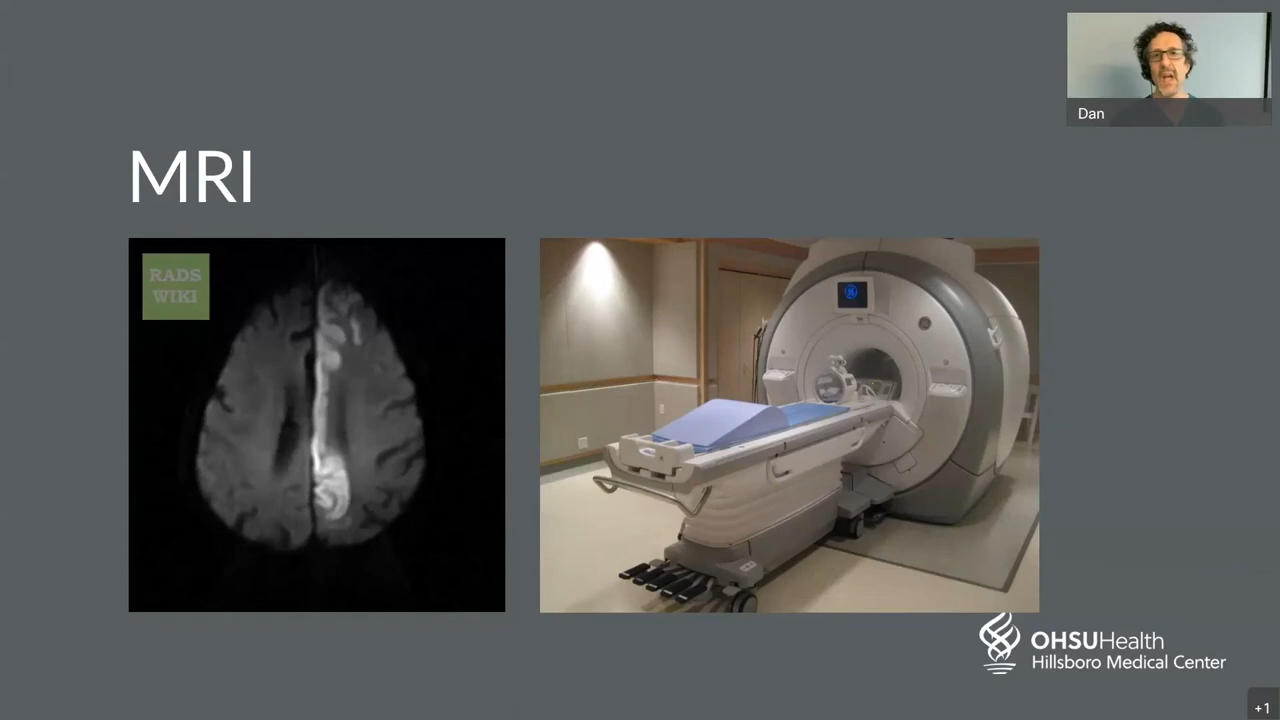 Dan
MRI
RADS
WIKI
OHSUHealth
Hillsboro Medical Center
+1